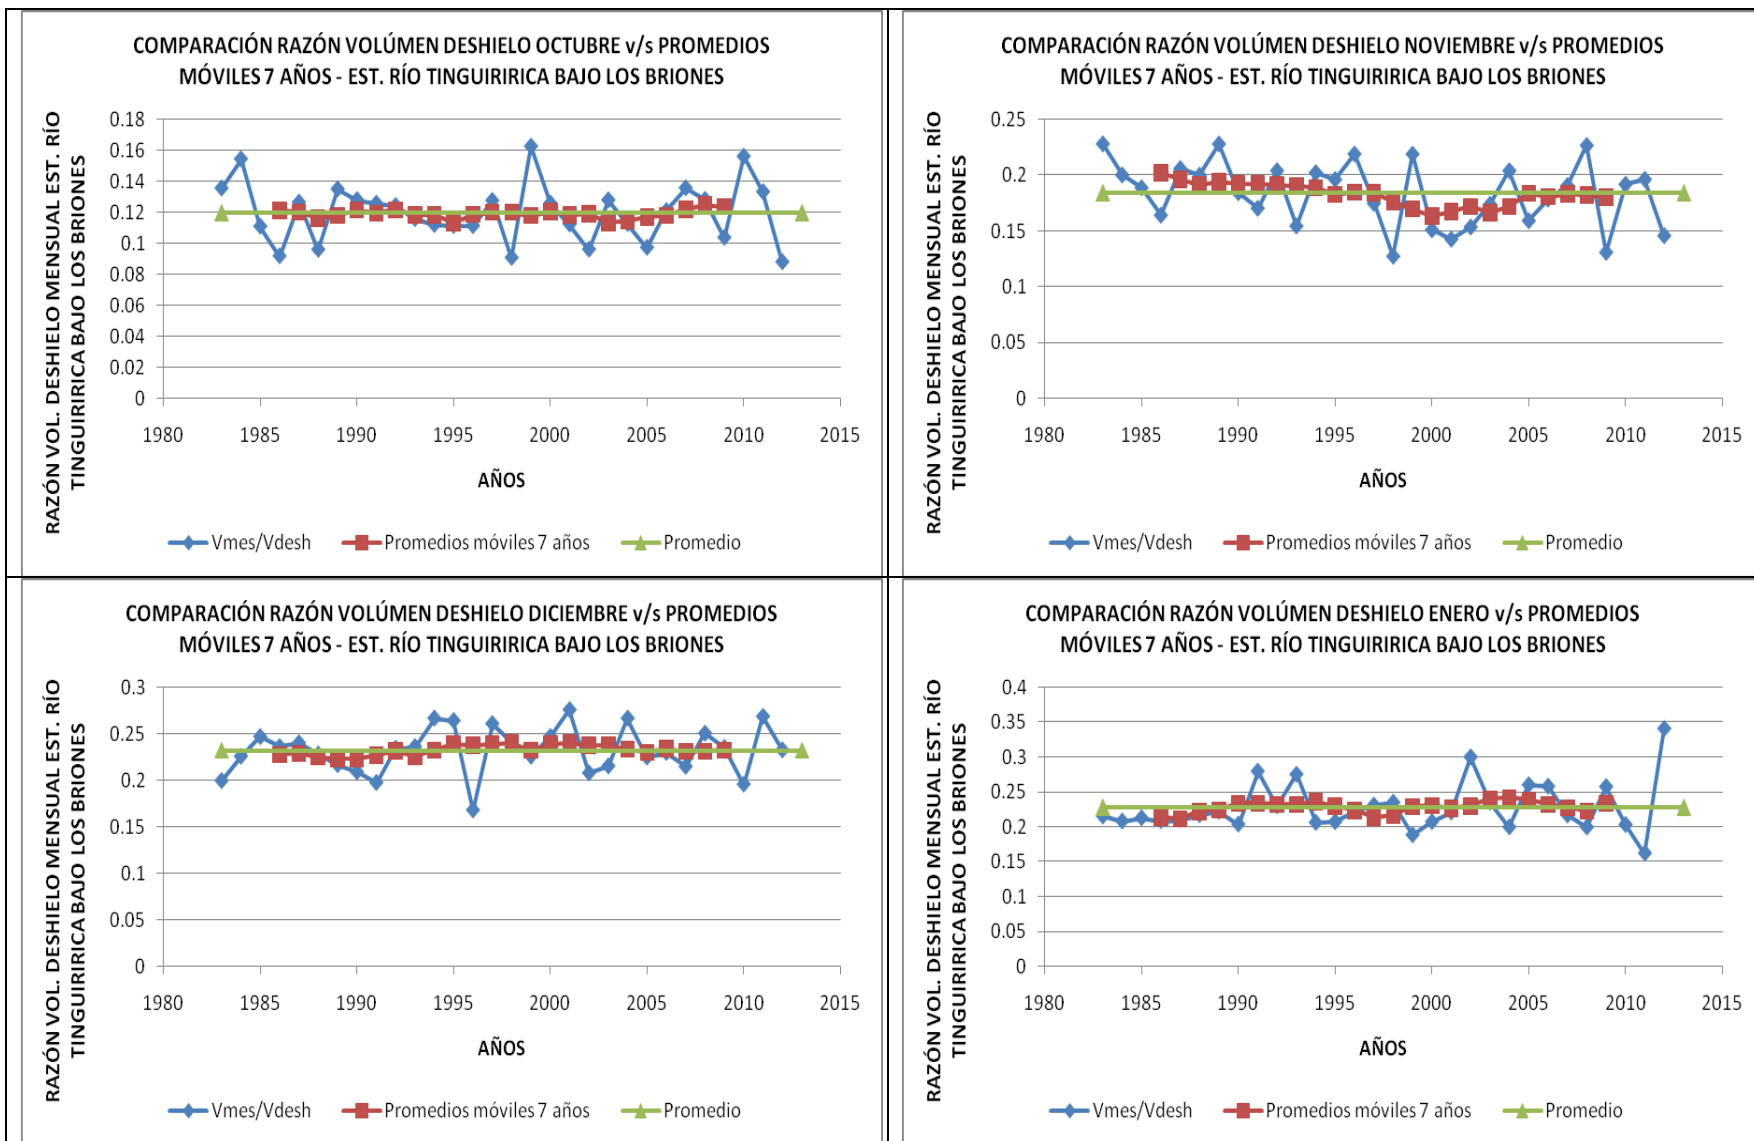 COMPARACIÓN RAZÓN VOLÚMEN DESHIELO OCTUBRE v/s PROMEDIOS
MÓVILES 7 AÑOS - EST. RÍO TINGUIRIRICA BAJO LOS BRIONES
RAZÓN VOL. DESHIELO MENSUAL EST. RÍO
TINGUIRIRICA BAJO LOS BRIONES
0.18
0.16
0.14
0.12
0.1
0.08
0.06
0.04
0.02
0
1980 1985 1990 1995 2000 2005 2010 2015
AÑOS
Vmes/Vdesh Promedios móviles 7 años Promedio
COMPARACIÓN RAZÓN VOLÚMEN DESHIELO NOVIEMBRE v/s PROMEDIOS
MÓVILES 7 AÑOS - EST. RÍO TINGUIRIRICA BAJO LOS BRIONES
RAZÓN VOL. DESHIELO MENSUAL EST. RÍO
TINGUIRIRICA BAJO LOS BRIONES
0.25
0.2
0.15
0.1
0.05
0
1980 1985 1990 1995 2000 2005 2010 2015
AÑOS
Vmes/Vdesh Promedios móviles 7 años Promedio
COMPARACIÓN RAZÓN VOLÚMEN DESHIELO DICIEMBRE v/s PROMEDIOS
MÓVILES 7 AÑOS - EST. RÍO TINGUIRIRICA BAJO LOS BRIONES
RAZÓN VOL. DESHIELO MENSUAL EST. RÍO
TINGUIRIRICA BAJO LOS BRIONES
0.3
0.25
0.2
0.15
0.1
0.05
0
1980 1985 1990 1995 2000 2005 2010 2015
AÑOS
Vmes/Vdesh Promedios móviles 7 años Promedio
COMPARACIÓN RAZÓN VOLÚMEN DESHIELO ENERO v/s PROMEDIOS
MÓVILES 7 AÑOS - EST. RÍO TINGUIRIRICA BAJO LOS BRIONES
RAZÓN VOL. DESHIELO MENSUAL EST. RÍO
TINGUIRIRICA BAJO LOS BRIONES
0.4
0.35
0.3
0.25
0.2
0.15
0.1
0.05
0
1980 1985 1990 1995 2000 2005 2010 2015
AÑOS
Vmes/Vdesh Promedios móviles 7 años Promedio